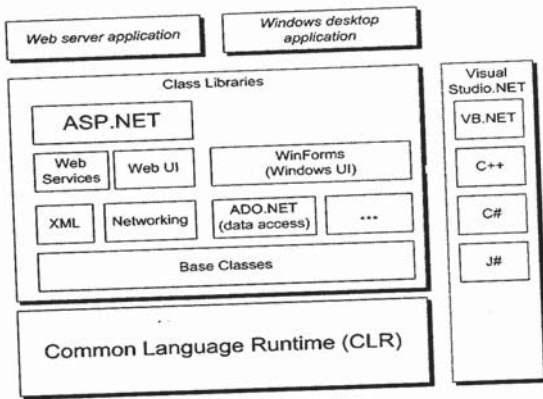 Web server application
Windows desktop
application
Class Libraries
ASP.NET
Web
Services
Web UI
WinForms
(Windows UI)
XML
Networking
ADO.NET
(data access)
...
Base Classes
Common Language Runtime (CLR)
Visual
Studio.NET
VB.NET
C++
C#
J#